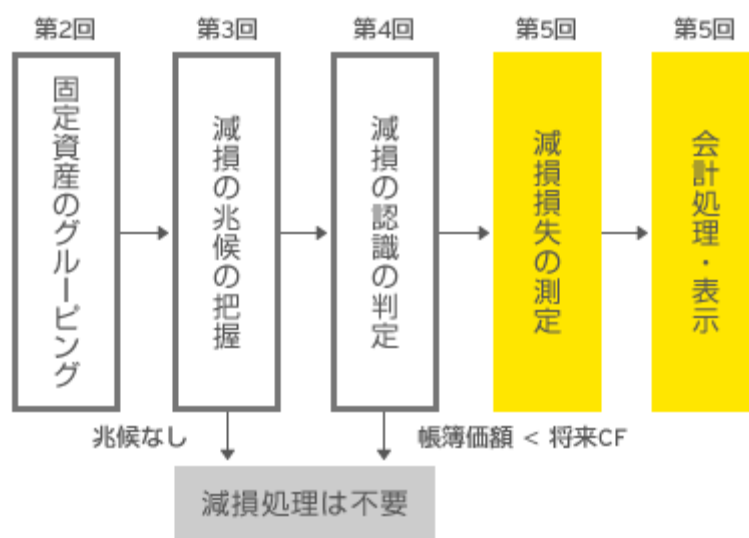 第2回
第3回
第4回
第5回
第5回
固定資産のグルーピング
減損の兆候の把握
減損の認識の判定
減損損失の測定
会計処理・表示
兆候なし
帳簿価額 < 将来CF
減損処理は不要